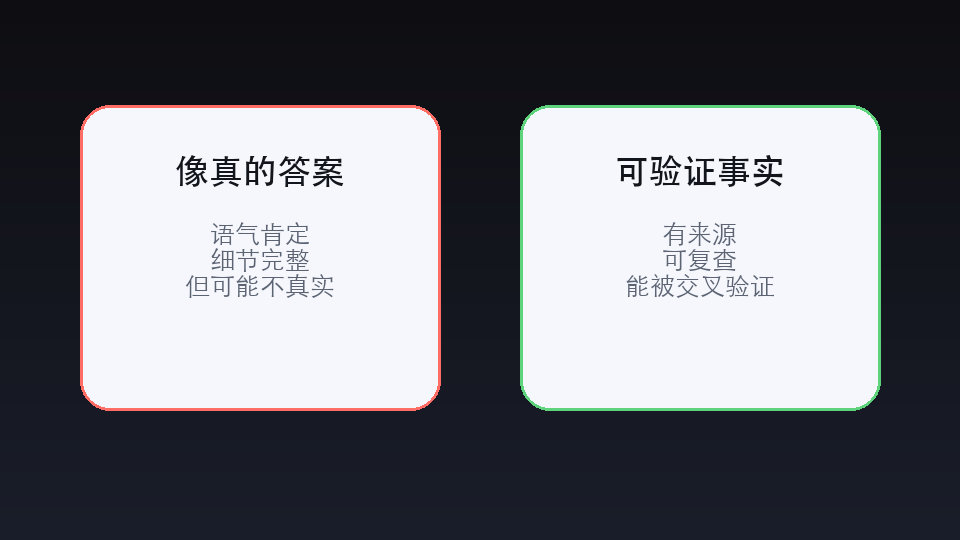 像真的答案
语气肯定
细节完整
但可能不真实
可验证事实
有来源
可复查
能被交叉验证